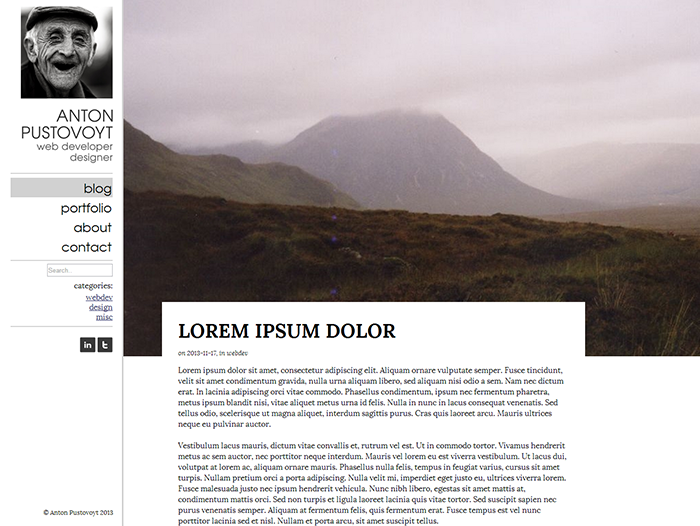 ANTON
PUSTOVOYT
web developer
designer
blog
portfolio
about
contact
Search...
categories:
webdev
design
misc
in t
© Anton Pustovoyt 2013
LOREM IPSUM DOLOR
on 2013-11-17, in webdev
Lorem ipsum dolor sit amet, consectetur adipiscing elit. Aliquam ornare vulputate semper. Fusce tincidunt,
velit sit amet condimentum gravida, nulla urna aliquam libero, sed aliquam nisi odio a sem. Nam nec dictum
erat. In lacinia adipiscing orci vitae commodo. Phasellus condimentum, ipsum nec fermentum pharetra,
metus ipsum blandit nisi, vitae aliquet metus urna id felis. Nulla in nunc in lacus consequat venenatis. Sed
tellus odio, scelerisque ut magna aliquet, interdum sagittis purus. Cras quis laoreet arcu. Mauris ultrices
neque eu pulvinar auctor.
Vestibulum lacus mauris, dictum vitae convallis et, rutrum vel est. Ut in commodo tortor. Vivamus hendrerit
metus ac sem auctor, nec porttitor neque interdum. Mauris vel lorem eu est viverra vestibulum. Ut lacus dui,
volutpat at lorem ac, aliquam ornare mauris. Phasellus nulla felis, tempus in feugiat varius, cursus sit amet
turpis. Nullam pretium orci a porta adipiscing. Nulla velit mi, imperdiet eget justo eu, ultrices viverra lorem.
Fusce malesuada justo nec ipsum hendrerit vehicula. Nunc nibh libero, egestas sit amet mattis at,
condimentum mattis orci. Sed non turpis et ligula laoreet lacinia quis vitae tortor. Sed suscipit sapien nec
purus venenatis semper. Aliquam at fermentum felis, quis fermentum erat. Fusce tempus est vel nunc
porttitor lacinia sed et nisl. Nullam et porta arcu, sit amet suscipit tellus.